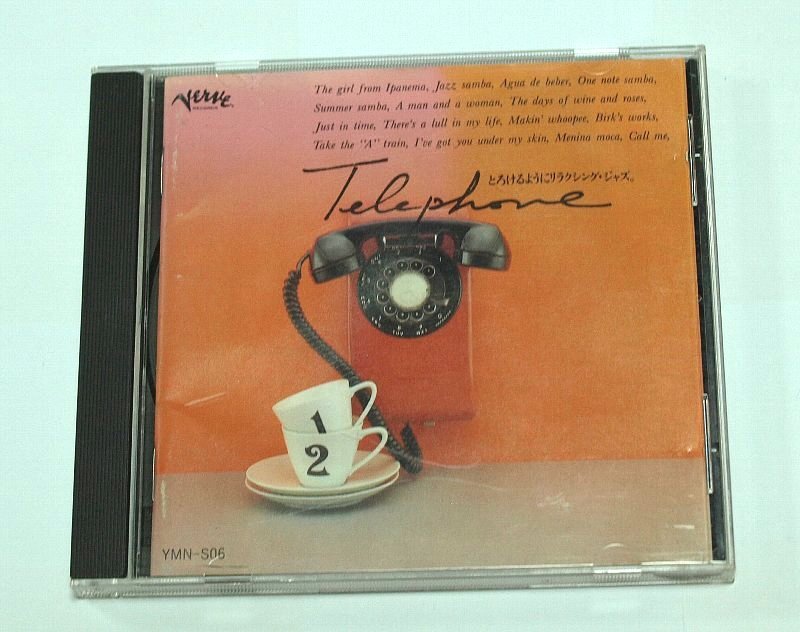 Verve
The girl from Ipanema, Jazz samba, Agua de beber, One note samba,
Summer samba, A man and a woman, The days of wine and roses,
Just in time, There's a lull in my life, Makin' whoopee, Birk's works,
Take the "A" train, I've got you under my skin, Menina moca, Call me,
とろけるようにリラクシング・ジャズ。
Telephone
1
2
YMN-S06